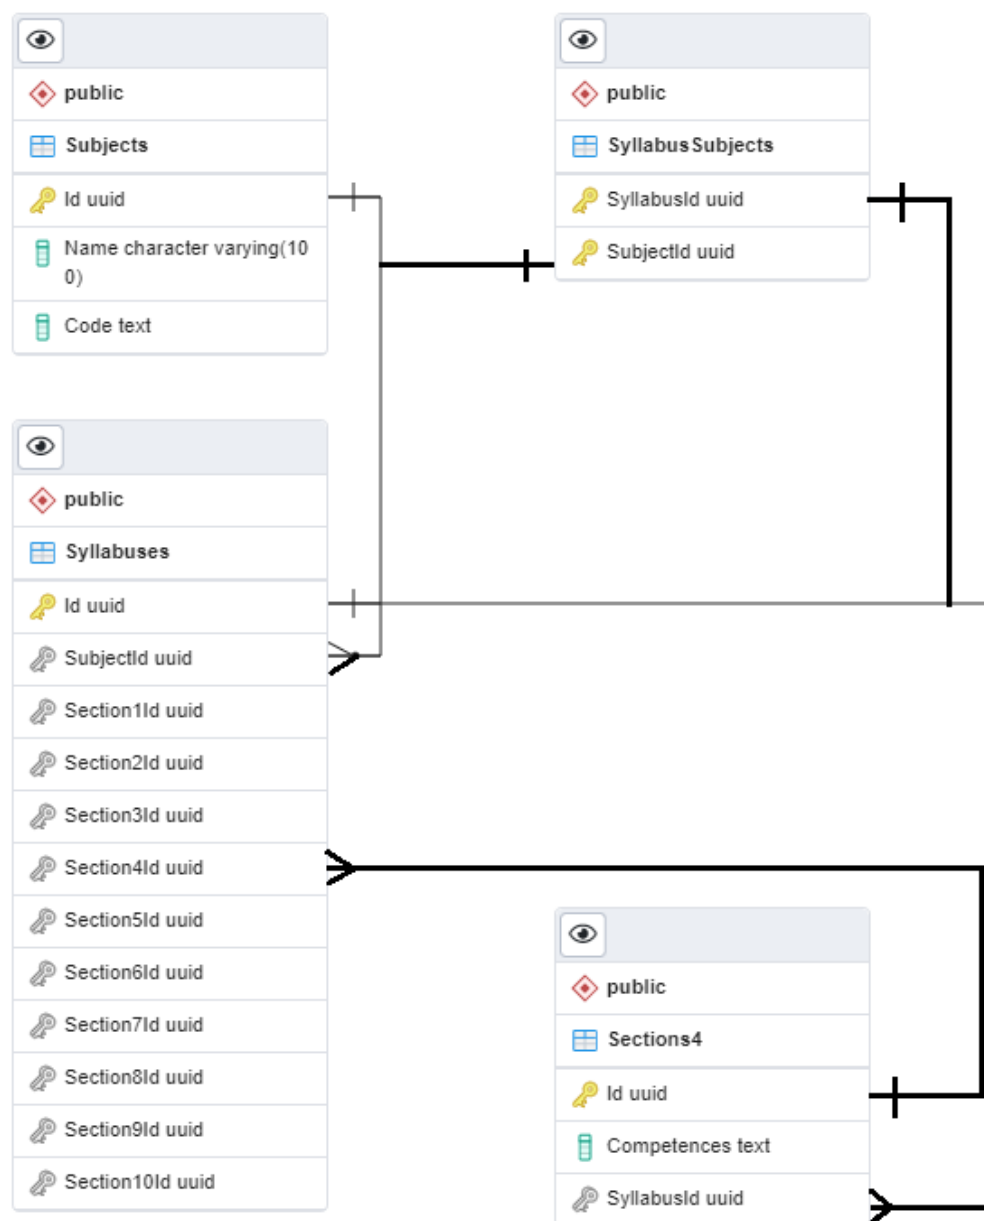 public
Subjects
Id uuid
Name character varying(10
0)
Code text
public
SyllabusSubjects
SyllabusId uuid
SubjectId uuid
public
Syllabuses
Id uuid
SubjectId uuid
Section1Id uuid
Section2Id uuid
Section3Id uuid
Section4Id uuid
Section5Id uuid
Section6Id uuid
Section7Id uuid
Section8Id uuid
Section9Id uuid
Section10Id uuid
public
Sections4
Id uuid
Competences text
SyllabusId uuid